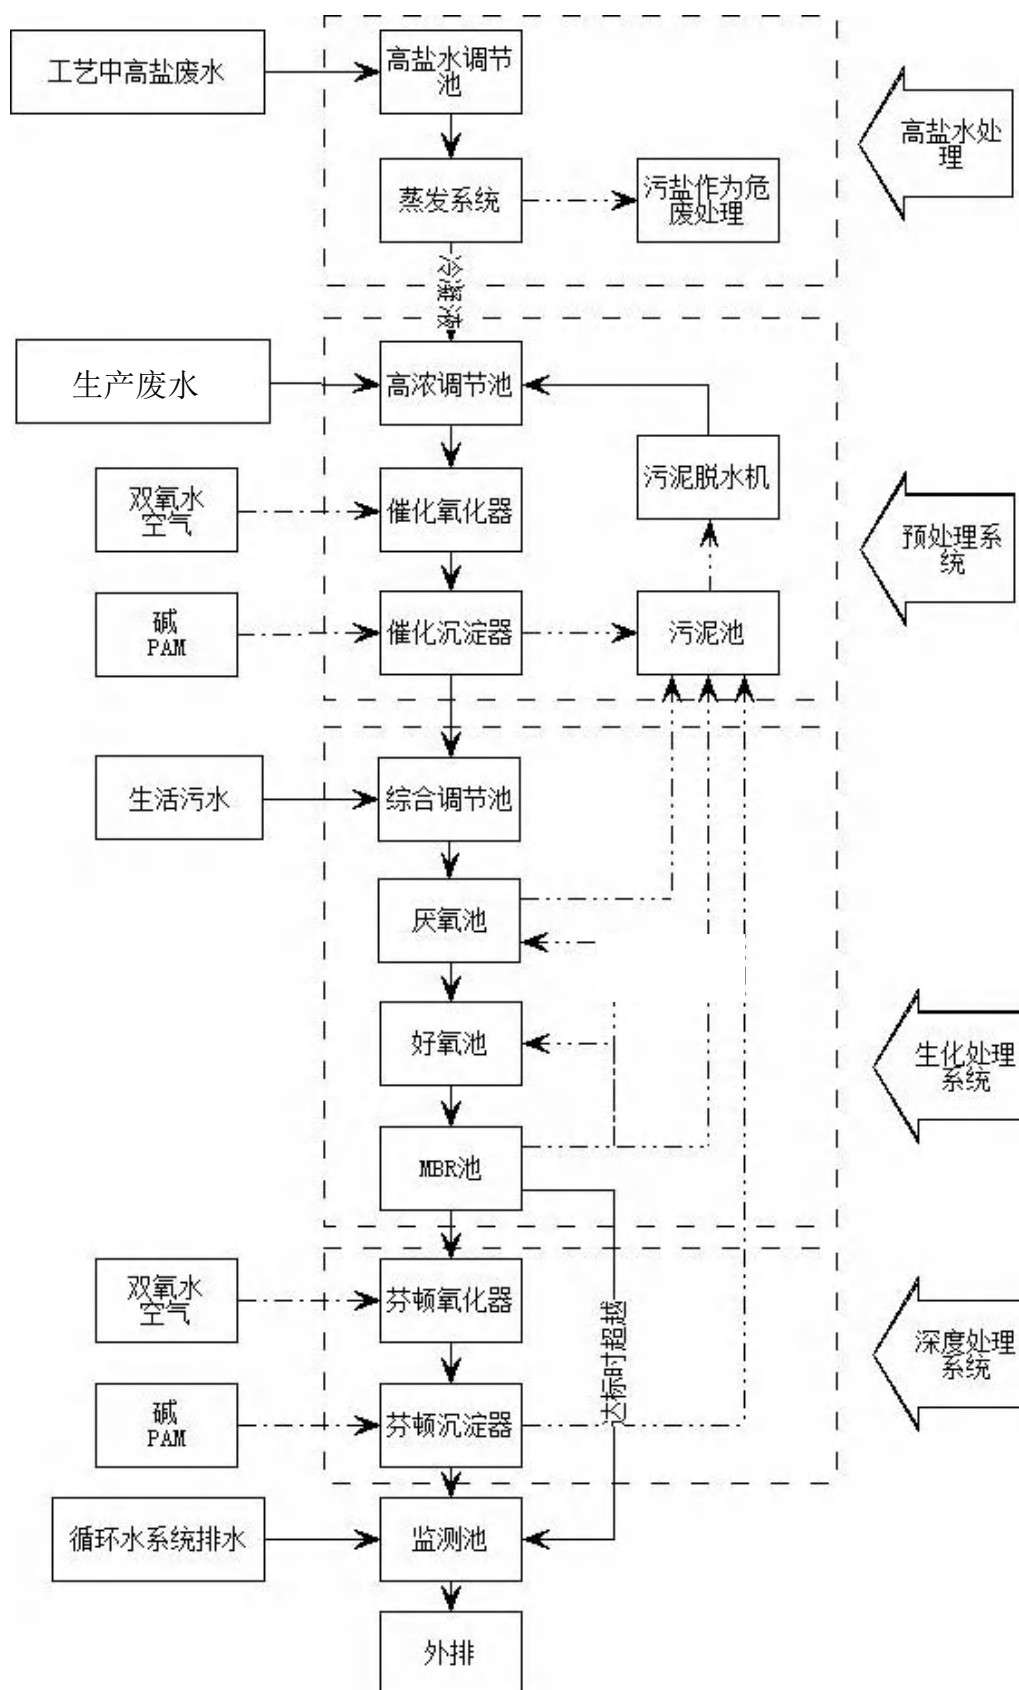 工艺中高盐废水
高盐水调节
池
高盐水处
理
蒸发系统
污盐作为危
废处理
冷凝液
生产废水
高浓调节池
污泥脱水机
双氧水
空气
催化氧化器
预处理系
统
碱
PAM
催化沉淀器
污泥池
生活污水
综合调节池
厌氧池
好氧池
生化处理
系统
MBR池
双氧水
空气
芬顿氧化器
达标时超越
深度处理
系统
碱
PAM
芬顿沉淀器
循环水系统排水
监测池
外排